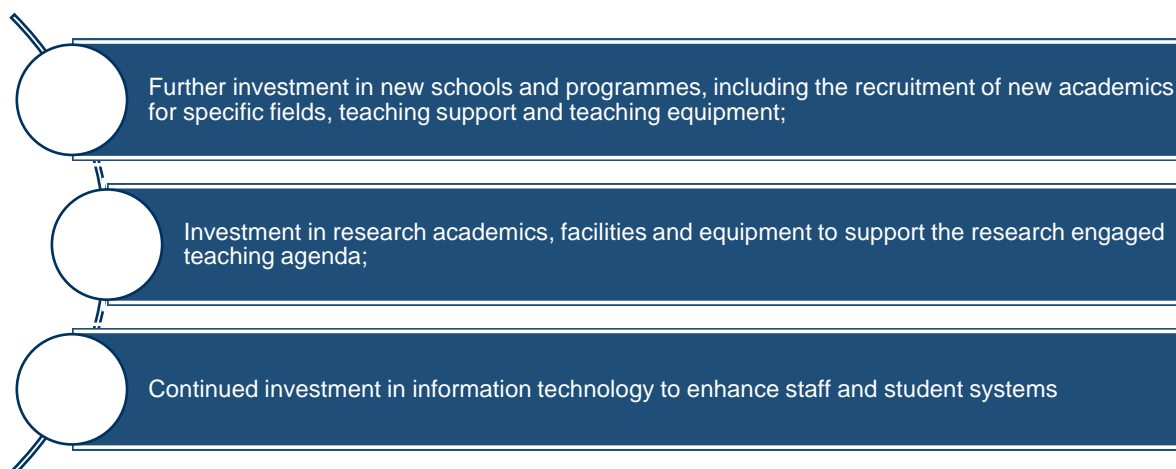 Further investment in new schools and programmes, including the recruitment of new academics
for specific fields, teaching support and teaching equipment;
Investment in research academics, facilities and equipment to support the research engaged
teaching agenda;
Continued investment in information technology to enhance staff and student systems